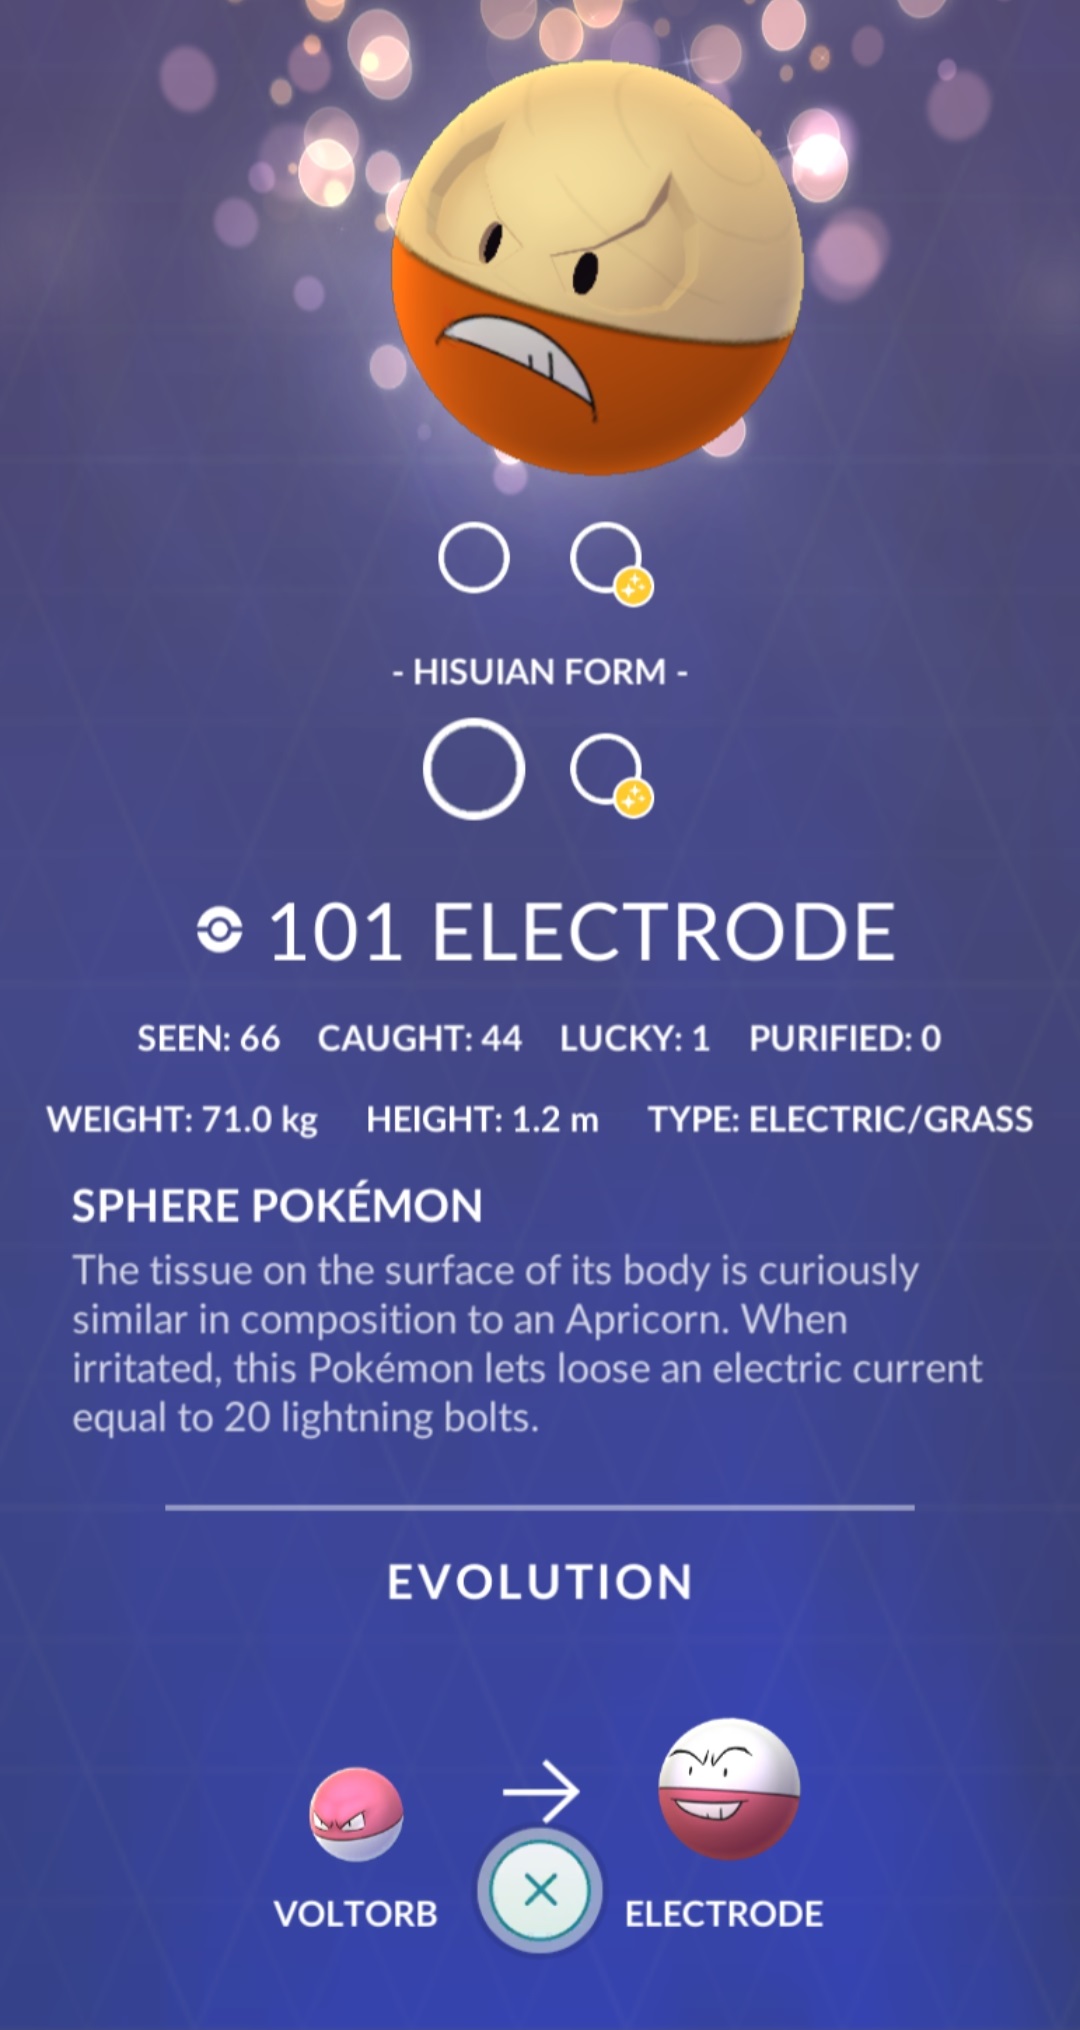 - HISUIAN FORM -
101 ELECTRODE
SEEN: 66 CAUGHT: 44 LUCKY: 1 PURIFIED: 0
WEIGHT: 71.0 kg HEIGHT: 1.2 m TYPE: ELECTRIC/GRASS
SPHERE POKÉMON
The tissue on the surface of its body is curiously
similar in composition to an Apricorn. When
irritated, this Pokémon lets loose an electric current
equal to 20 lightning bolts.
EVOLUTION
VOLTORB ELECTRODE